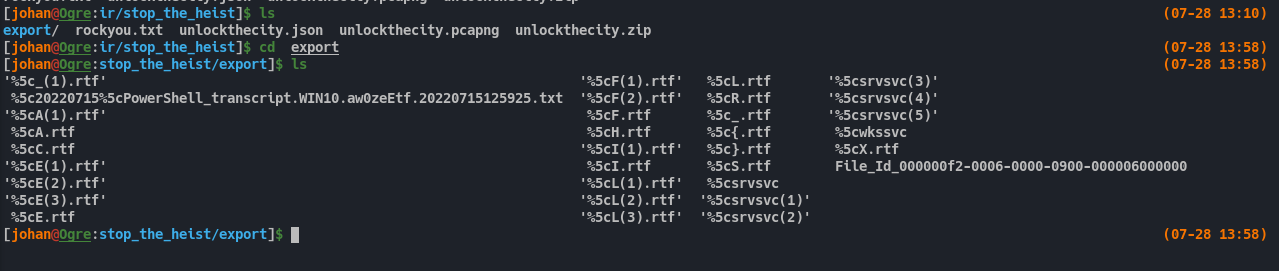 [johan@Ogre:ir/stop_the_heist]$ ls (07-28 13:10)
export/ rockyou.txt unlockthecity.json unlockthecity.pcapng unlockthecity.zip
[johan@Ogre:ir/stop_the_heist]$ cd export (07-28 13:58)
[johan@Ogre:stop_the_heist/export]$ ls (07-28 13:58)
'%5c_(1).rtf' '%5cF(1).rtf' %5cL.rtf '%5csrvsvc(3)'
%5c20220715%5cPowerShell_transcript.WIN10.aw0zeEtf.20220715125925.txt '%5cF(2).rtf' %5cR.rtf '%5csrvsvc(4)'
'%5cA(1).rtf' %5cF.rtf %5c_.rtf '%5csrvsvc(5)'
%5cA.rtf %5cH.rtf %5c{.rtf %5cwkssvc
%5cC.rtf '%5cI(1).rtf' %5c}.rtf %5cX.rtf
'%5cE(1).rtf' %5cI.rtf %5cS.rtf File_Id_000000f2-0006-0000-0900-000006000000
'%5cE(2).rtf' '%5cL(1).rtf' %5csrvsvc
'%5cE(3).rtf' '%5cL(2).rtf' '%5csrvsvc(1)'
%5cE.rtf '%5cL(3).rtf' '%5csrvsvc(2)'
[johan@Ogre:stop_the_heist/export]$ (07-28 13:58)